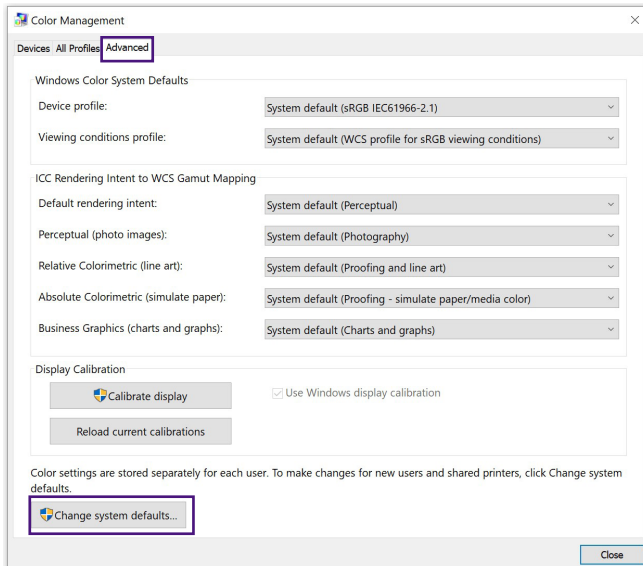 Color Management
Devices All Profiles Advanced
Windows Color System Defaults
Device profile: System default (sRGB IEC61966-2.1)
Viewing conditions profile: System default (WCS profile for sRGB viewing conditions)
ICC Rendering Intent to WCS Gamut Mapping
Default rendering intent: System default (Perceptual)
Perceptual (photo images): System default (Photography)
Relative Colorimetric (line art): System default (Proofing and line art)
Absolute Colorimetric (simulate paper): System default (Proofing - simulate paper/media color)
Business Graphics (charts and graphs): System default (Charts and graphs)
Display Calibration
Calibrate display Use Windows display calibration
Reload current calibrations
Color settings are stored separately for each user. To make changes for new users and shared printers, click Change system
defaults.
Change system defaults...
Close